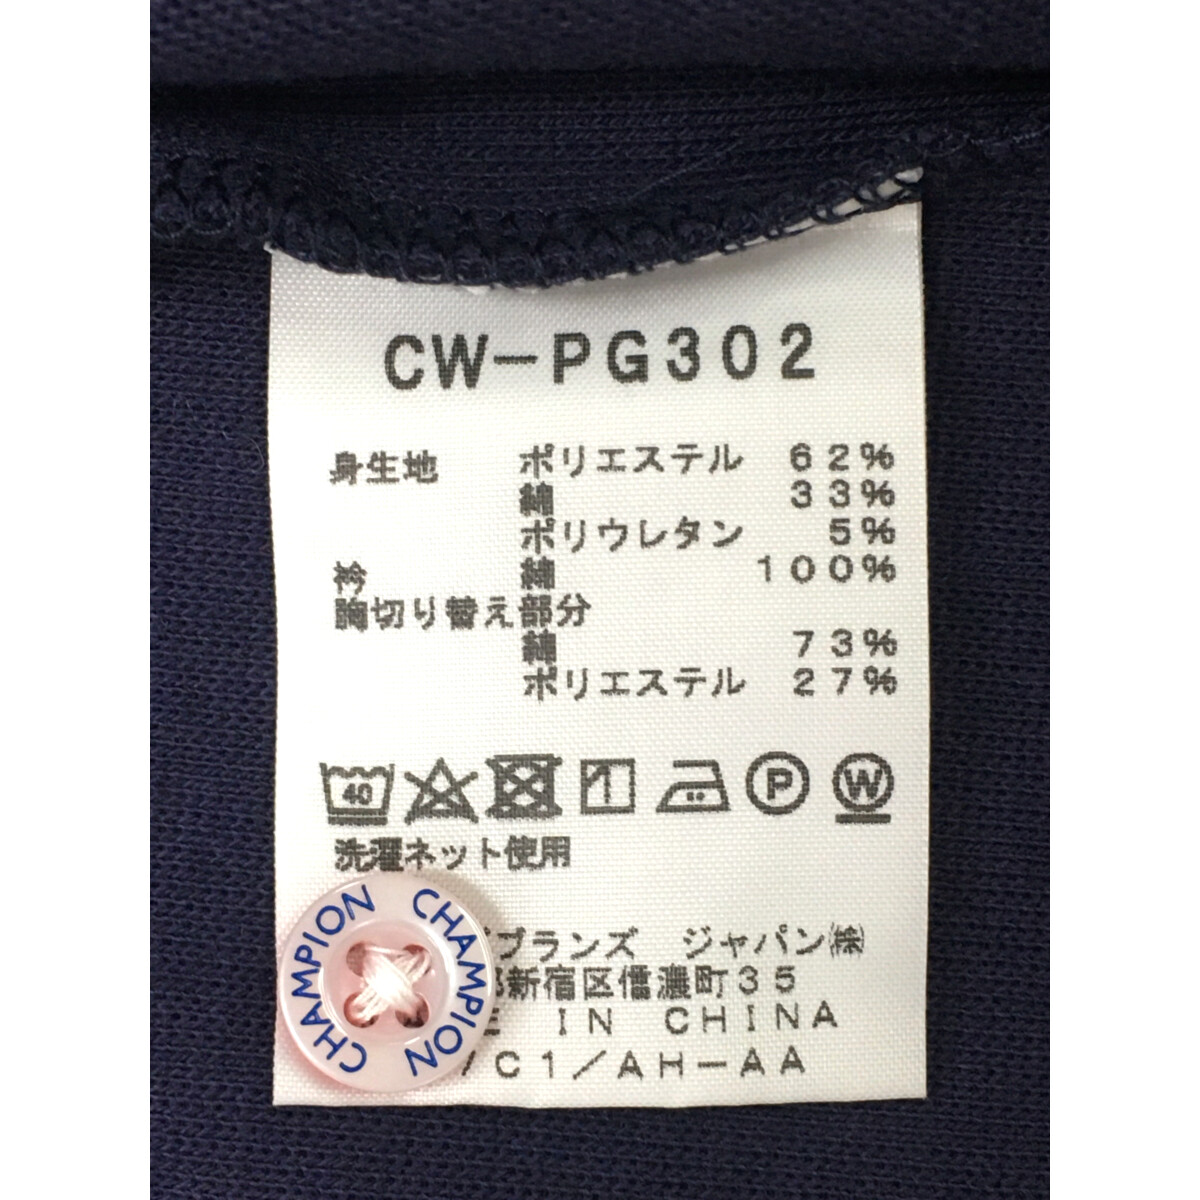 CW-PG302
身生地 ポリエステル 62%
綿 33%
ポリウレタン 5%
衿 綿 100%
胸切り替え部分
綿 73%
ポリエステル 27%
40 P W
洗濯ネット使用
ブランズ ジャパン㈱
新宿区信濃町35
IN CHINA
/C1/AH-AA
CHAMPION CHAMPION